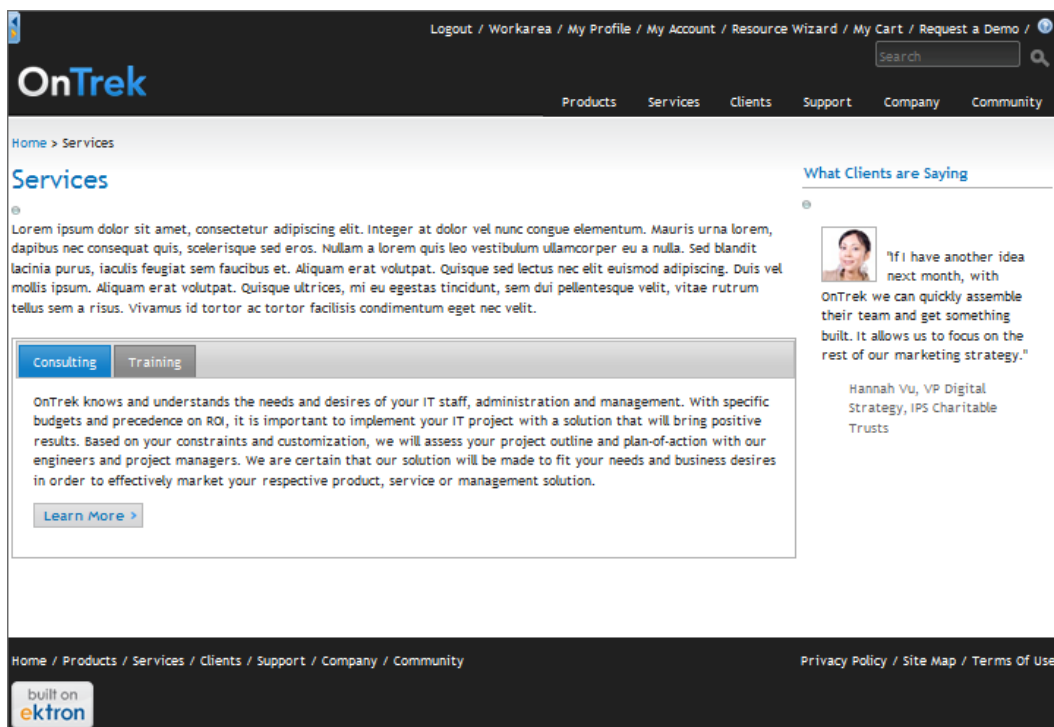 Logout / Workarea / My Profile / My Account / Resource Wizard / My Cart / Request a Demo /
Search
OnTrek
Products Services Clients Support Company Community
Home > Services
Services
Lorem ipsum dolor sit amet, consectetur adipiscing elit. Integer at dolor vel nunc congue elementum. Mauris urna lorem,
dapibus nec consequat quis, scelerisque sed eros. Nullam a lorem quis leo vestibulum ullamcorper eu a nulla. Sed blandit
lacinia purus, iaculis feugiat sem faucibus et. Aliquam erat volutpat. Quisque sed lectus nec elit euismod adipiscing. Duis vel
mollis ipsum. Aliquam erat volutpat. Quisque ultrices, mi eu egestas tincidunt, sem dui pellentesque velit, vitae rutrum
tellus sem a risus. Vivamus id tortor ac tortor facilisis condimentum eget nec velit.
Consulting Training
OnTrek knows and understands the needs and desires of your IT staff, administration and management. With specific
budgets and precedence on ROI, it is important to implement your IT project with a solution that will bring positive
results. Based on your constraints and customization, we will assess your project outline and plan-of-action with our
engineers and project managers. We are certain that our solution will be made to fit your needs and business desires
in order to effectively market your respective product, service or management solution.
Learn More >
What Clients are Saying
"If I have another idea
next month, with
OnTrek we can quickly assemble
their team and get something
built. It allows us to focus on the
rest of our marketing strategy."
Hannah Vu, VP Digital
Strategy, IPS Charitable
Trusts
Home / Products / Services / Clients / Support / Company / Community
Privacy Policy / Site Map / Terms Of Use
built on
ektron